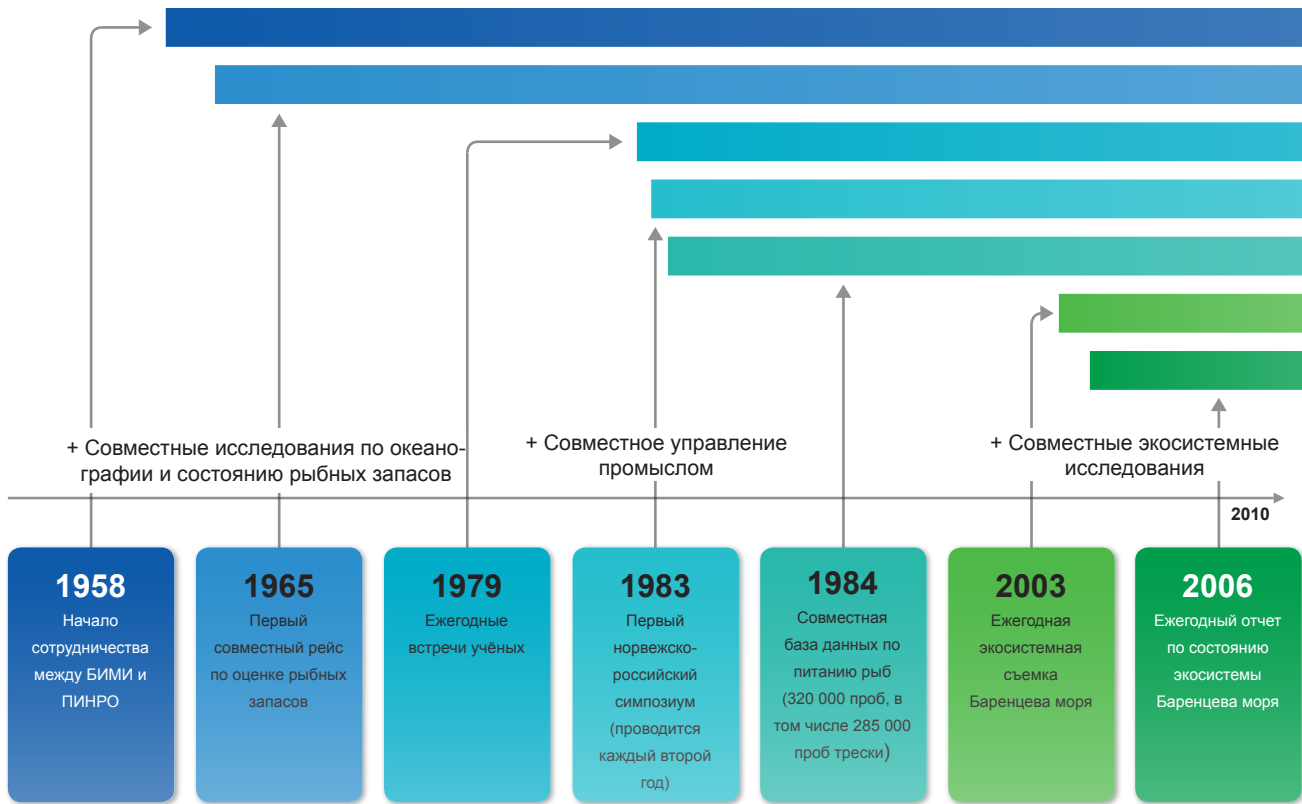 + Совместные исследования по океано-
графии и состоянию рыбных запасов
+ Совместное управление
промыслом
+ Совместные экосистемные
исследования
2010
1958
Начало
сотрудничества
между БИМИ и
ПИНРО
1965
Первый
совместный рейс
по оценке рыбных
запасов
1979
Ежегодные
встречи учёных
1983
Первый
норвежско-
российский
симпозиум
(проводится
каждый второй
год)
1984
Совместная
база данных по
питанию рыб
(320 000 проб, в
том числе 285 000
проб трески)
2003
Ежегодная
экосистемная
съемка
Баренцева моря
2006
Ежегодный отчет
по состоянию
экосистемы
Баренцева моря